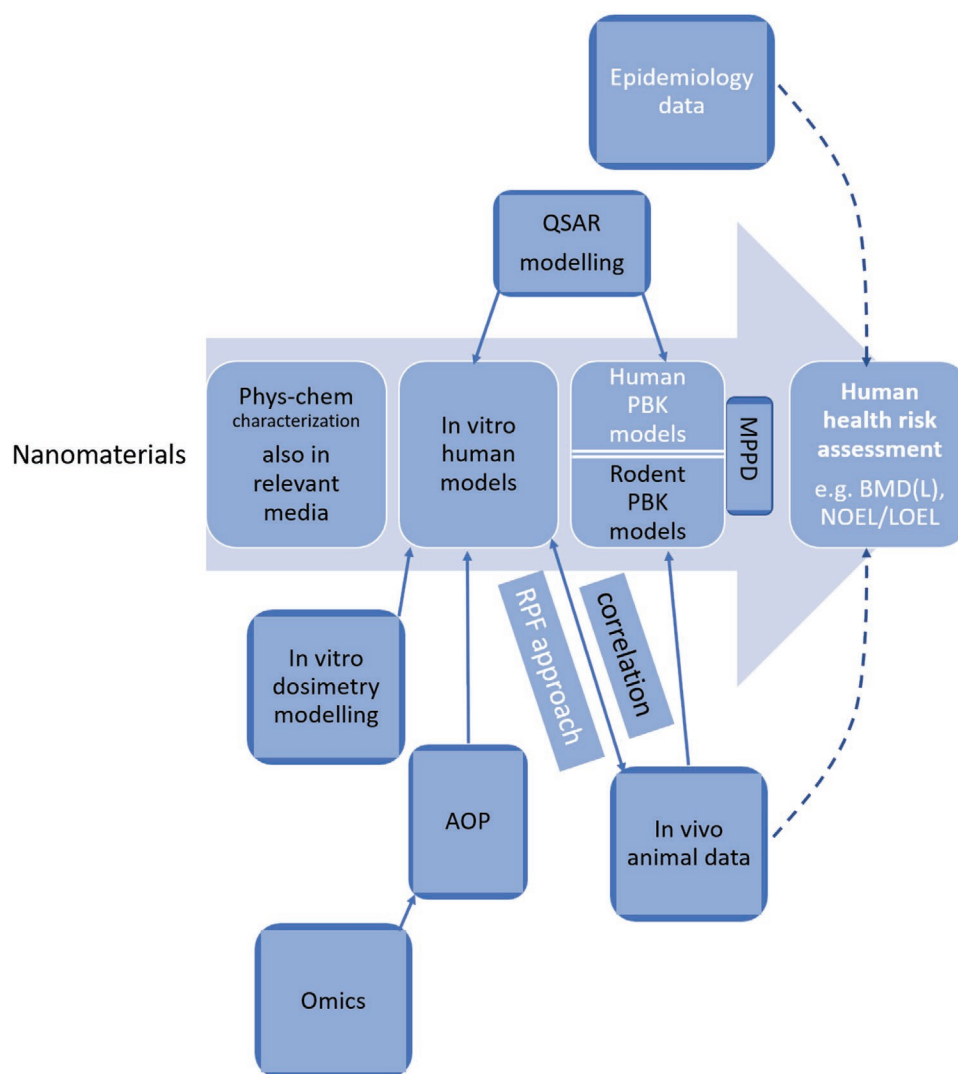 Epidemiology
data
QSAR
modelling
Nanomaterials
Phys-chem
characterization
also in
relevant
media
In vitro
human
models
Human
PBK
models
Rodent
PBK
models
MPPD
Human
health risk
assessment
e.g. BMD(L),
NOEL/LOEL
RPF approach
correlation
In vitro
dosimetry
modelling
AOP
In vivo
animal data
Omics